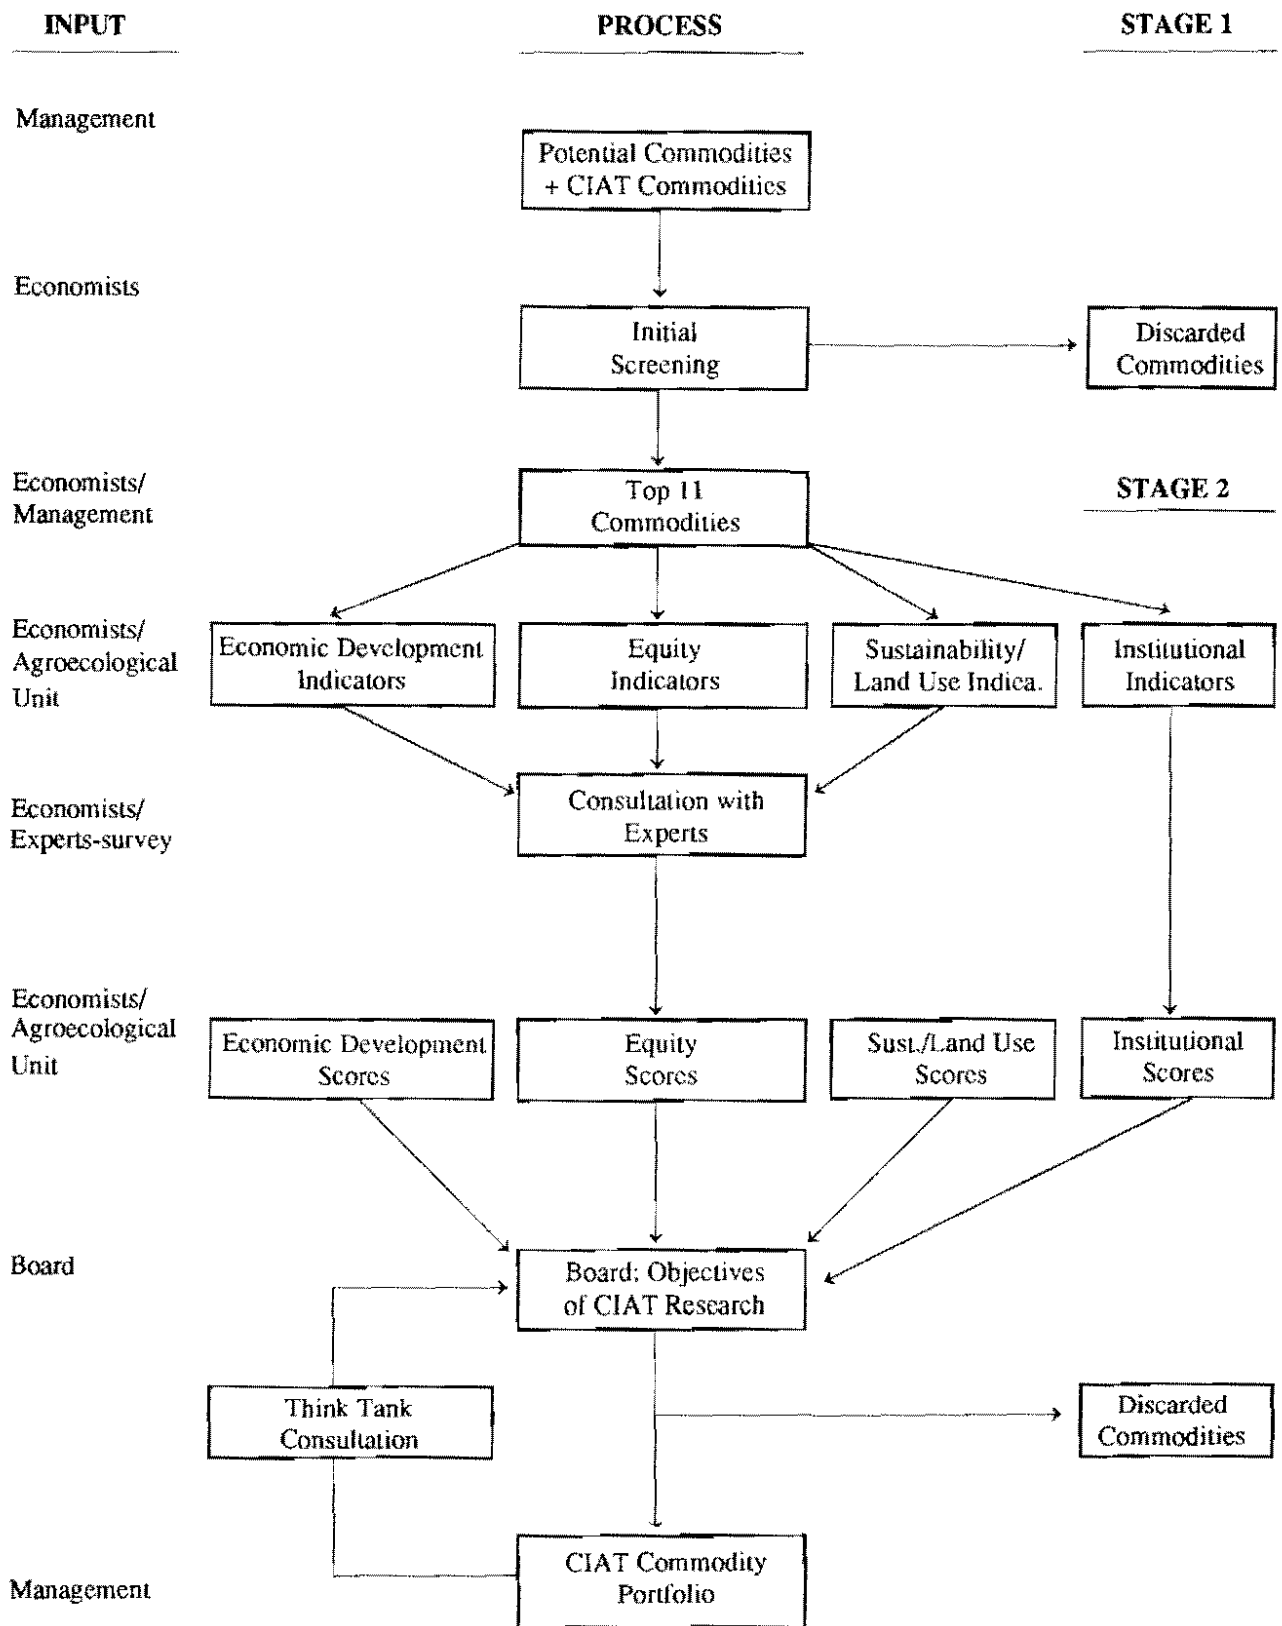 INPUT
PROCESS
STAGE 1
Management
Potential Commodities
+ CIAT Commodities
Economists
Initial
Screening
Discarded
Commodities
Economists/
Management
Top 11
Commodities
STAGE 2
Economists/
Agroecological
Unit
Economic Development
Indicators
Equity
Indicators
Sustainability/
Land Use Indica.
Institutional
Indicators
Economists/
Experts-survey
Consultation with
Experts
Economists/
Agroecological
Unit
Economic Development
Scores
Equity
Scores
Sust./Land Use
Scores
Institutional
Scores
Board
Board: Objectives
of CIAT Research
Think Tank
Consultation
Discarded
Commodities
Management
CIAT Commodity
Portfolio